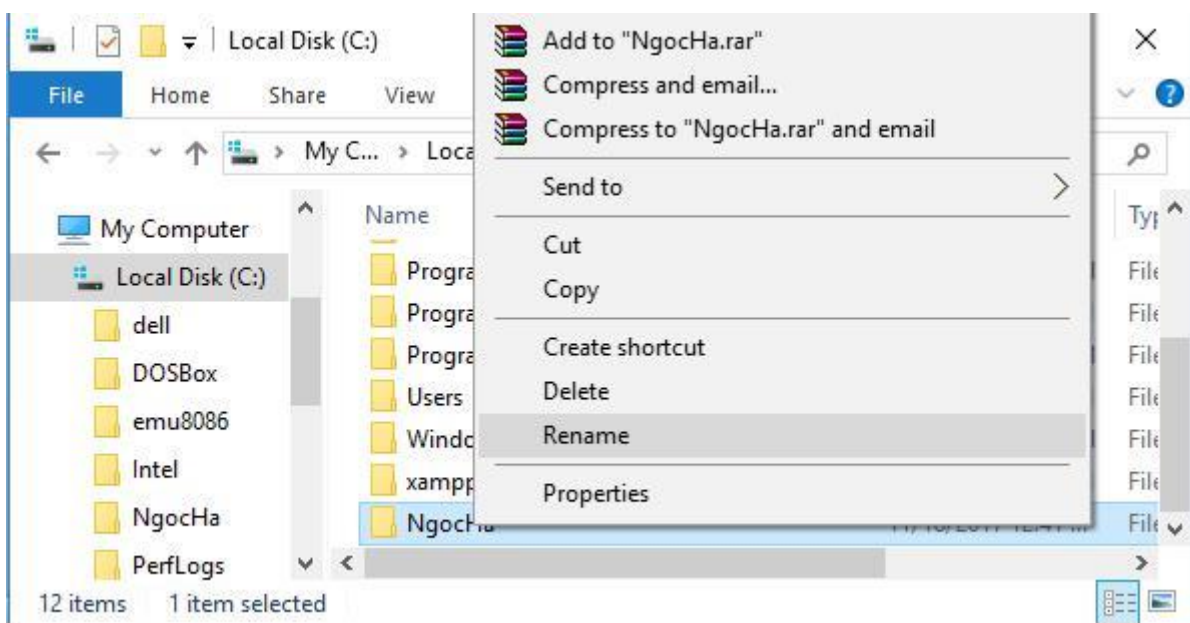 Local Disk (C:)
File Home Share View
My C... > Loca
My Computer
Local Disk (C:)
dell
DOSBox
emu8086
Intel
NgocHa
PerfLogs
Name
Progra
Progra
Progra
Users
Windo
xampp
NgocHa
Add to "NgocHa.rar"
Compress and email...
Compress to "NgocHa.rar" and email
Send to
Cut
Copy
Create shortcut
Delete
Rename
Properties
Typ
File
File
File
File
File
File
File
12 items 1 item selected